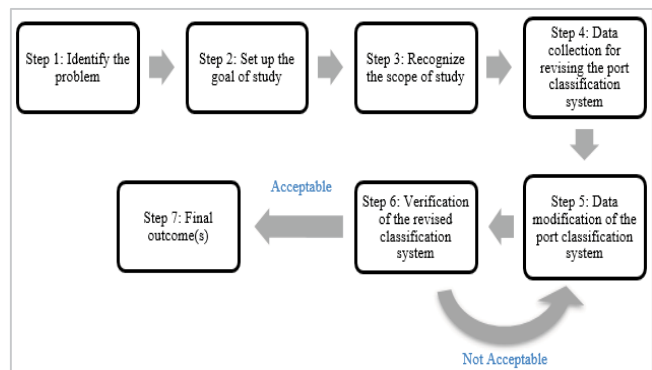 Step 1: Identify the
problem
Step 2: Set up the
goal of study
Step 3: Recognize
the scope of study
Step 4: Data
collection for
revising the port
classification
system
Step 5: Data
modification of the
port classification
system
Step 6: Verification
of the revised
classification
system
Acceptable
Step 7: Final
outcome(s)
Not Acceptable